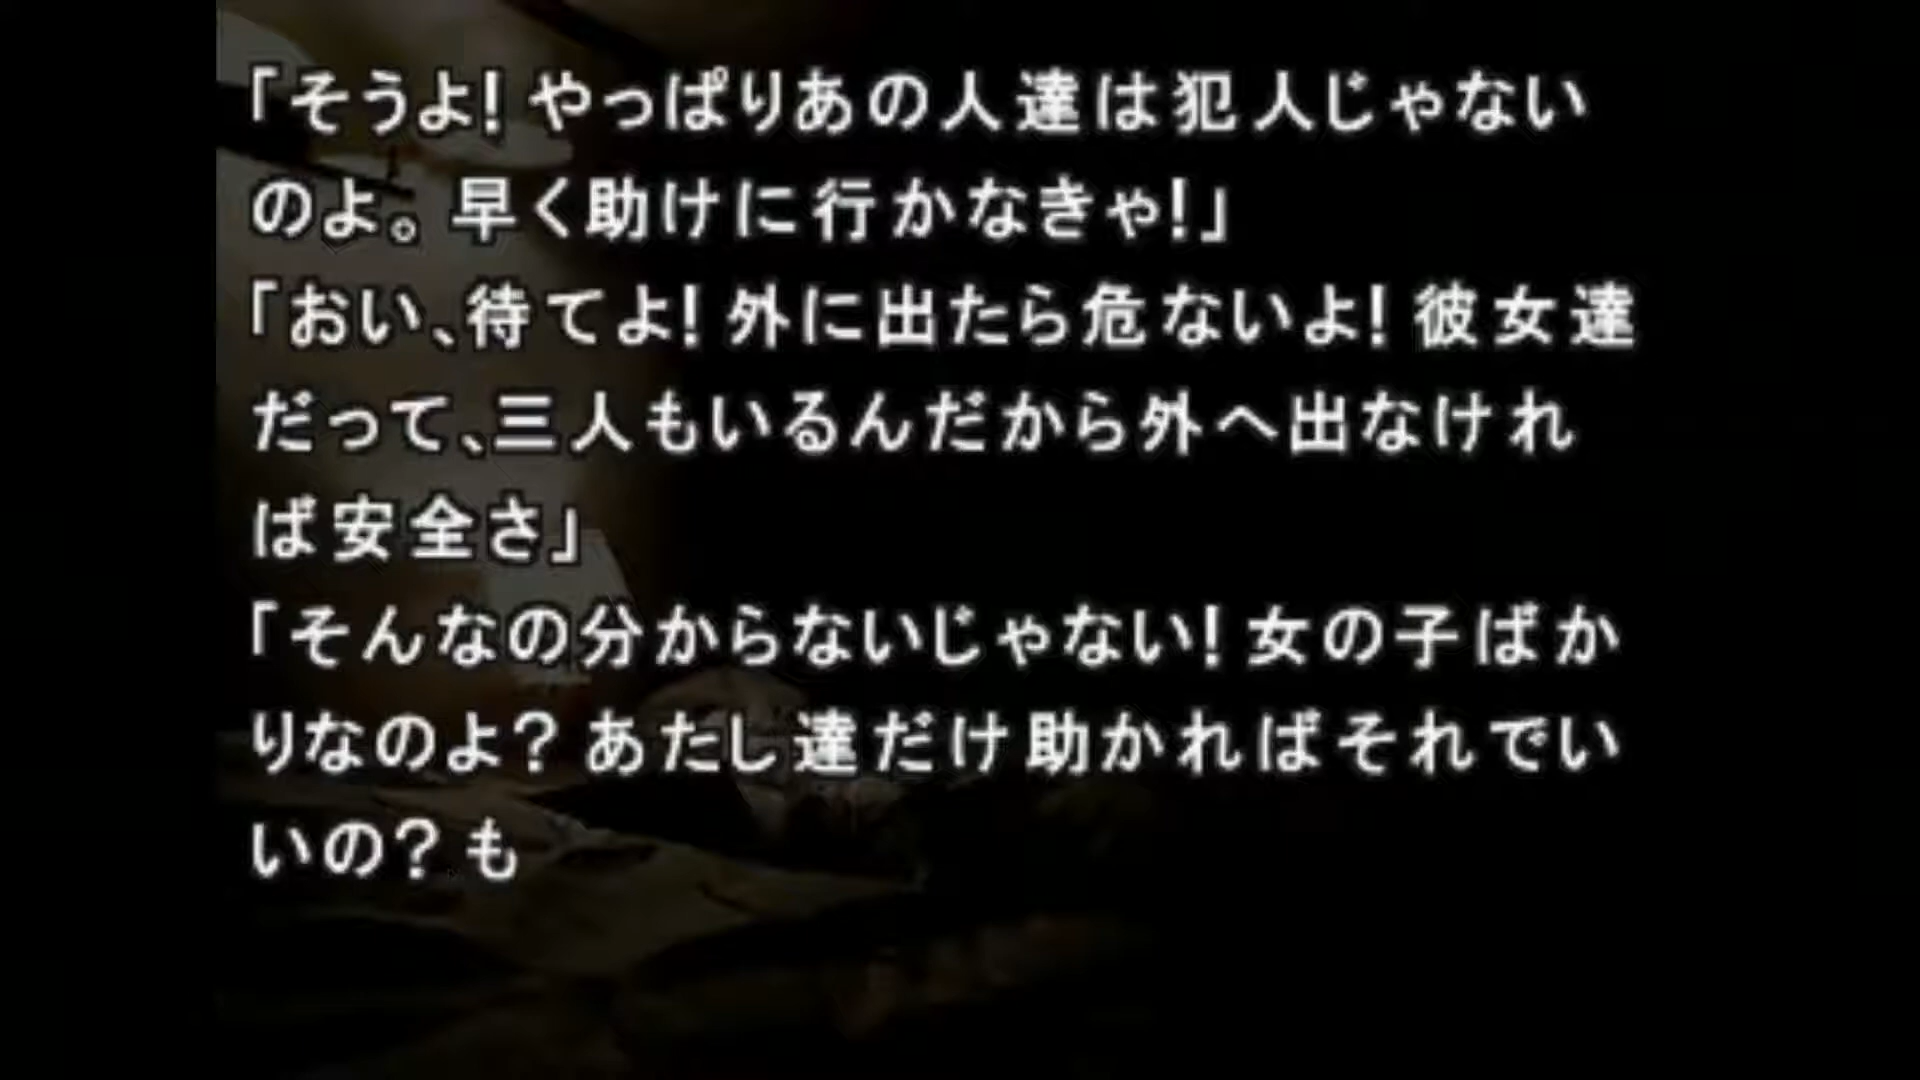 「そうよ! やっぱりあの人達は犯人じゃない
のよ。早く助けに行かなきゃ!」
「おい、待てよ! 外に出たら危ないよ! 彼女達
だって、三人もいるんだから外へ出なけれ
ば安全さ」
「そんなの分からないじゃない! 女の子ばか
りなのよ? あたし達だけ助かればそれでい
いの? も